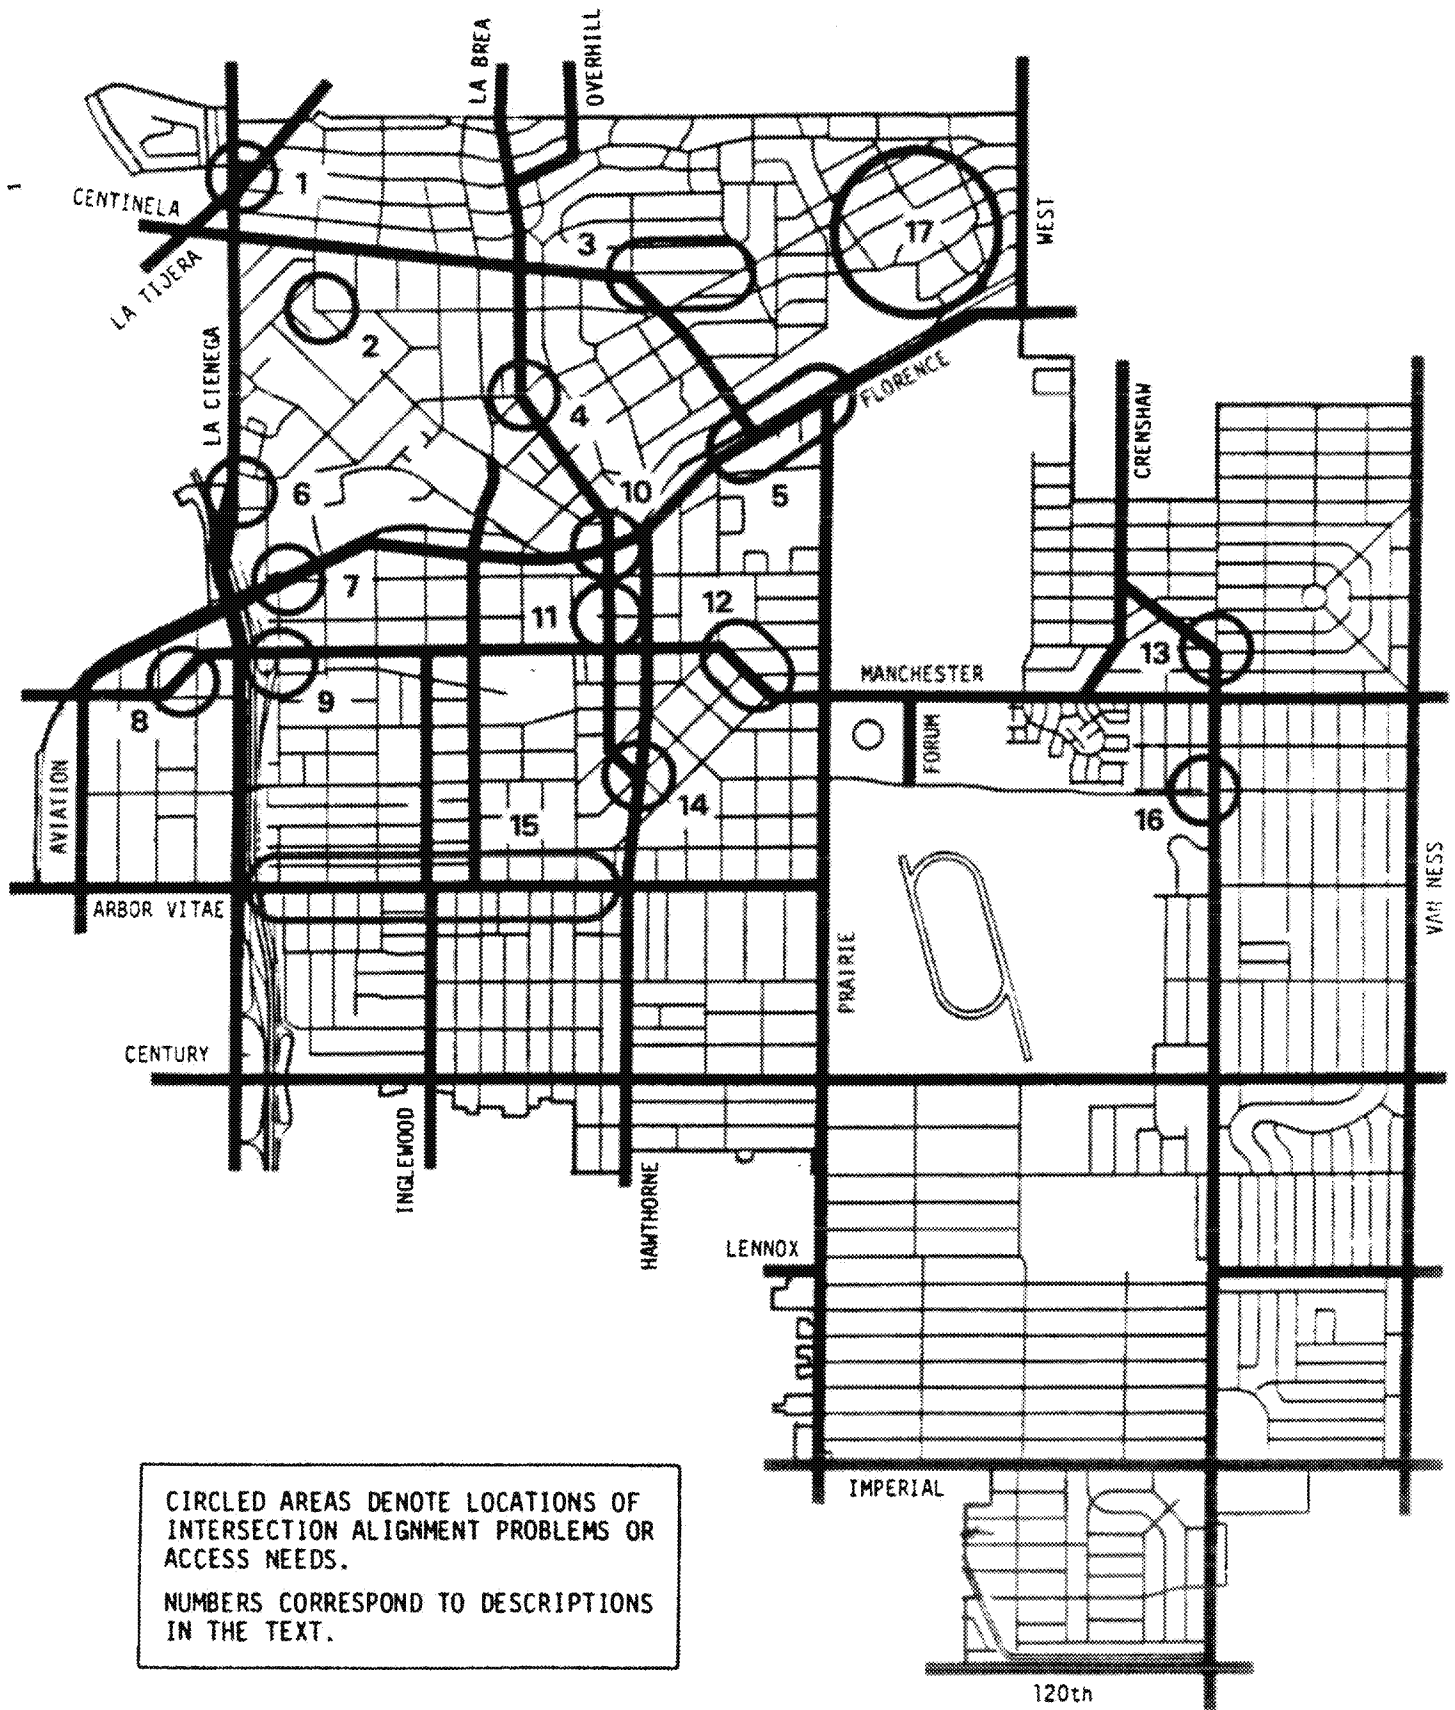 LA BREA
OVERHILL
1
1
CENTINELA
WEST
3
17
LA TIJERA
2
LA CIENEGA
FLORENCE
CRENSHAW
4
10
6
5
7
11
12
13
MANCHESTER
9
8
FORUM
AVIATION
14
15
16
VAN NESS
ARBOR VITAE
PRAIRIE
CENTURY
INGLEWOOD
HAWTHORNE
LENNOX
IMPERIAL
CIRCLED AREAS DENOTE LOCATIONS OF
INTERSECTION ALIGNMENT PROBLEMS OR
ACCESS NEEDS.
NUMBERS CORRESPOND TO DESCRIPTIONS
IN THE TEXT.
120th